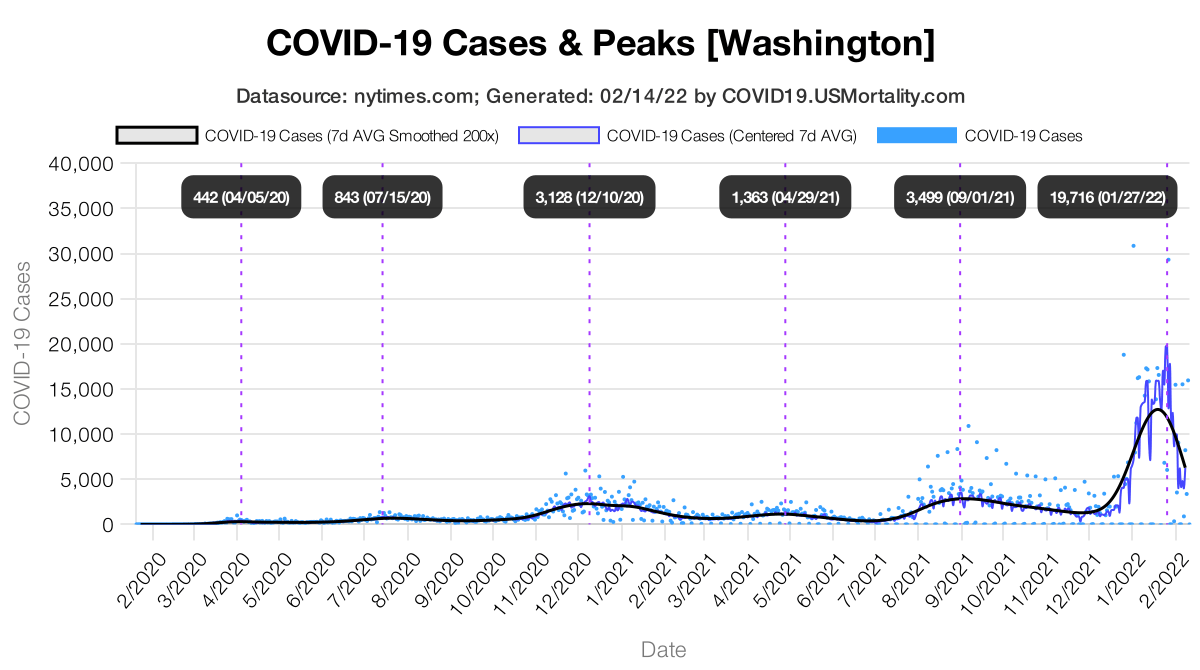 COVID-19 Cases & Peaks [Washington]
Datasource: nytimes.com; Generated: 02/14/22 by COVID19.USMortality.com
COVID-19 Cases (7d AVG Smoothed 200x) COVID-19 Cases (Centered 7d AVG) COVID-19 Cases
40,000
442 (04/05/20) 843 (07/15/20) 3,128 (12/10/20) 1,363 (04/29/21) 3,499 (09/01/21) 19,716 (01/27/22)
35,000
30,000
25,000
20,000
15,000
10,000
5,000
0
COVID-19 Cases
2/2020 3/2020 4/2020 5/2020 6/2020 7/2020 8/2020 9/2020 10/2020 11/2020 12/2020 1/2021 2/2021 3/2021 4/2021 5/2021 6/2021 7/2021 8/2021 9/2021 10/2021 11/2021 12/2021 1/2022 2/2022
Date